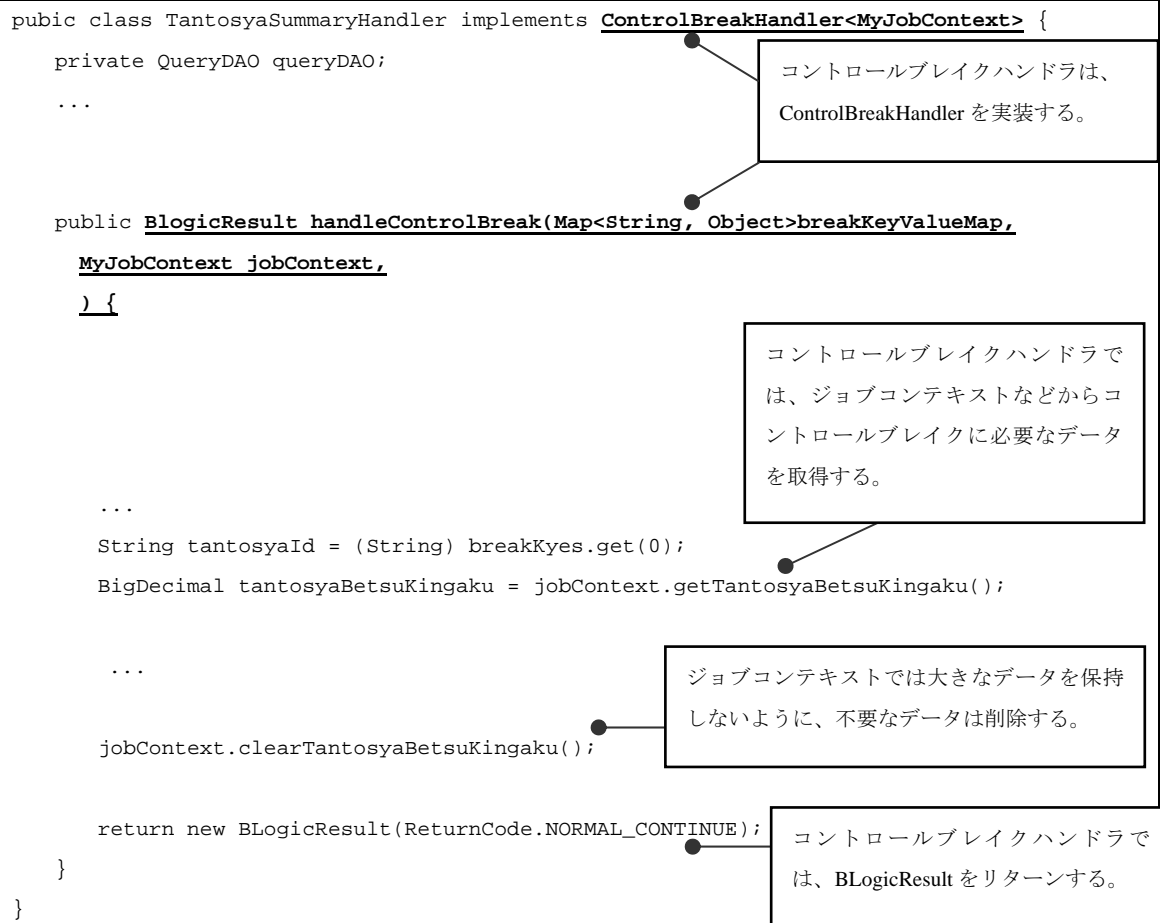 public class TantosyaSummaryHandler implements ControlBreakHandler<MyJobContext> {
private QueryDAO queryDAO;
...
コントロールブレイクハンドラは、
ControlBreakHandler を実装する。
public BlogicResult handleControlBreak(Map<String, Object>breakKeyValueMap,
MyJobContext jobContext,
) {
コントロールブレイクハンドラで
は、ジョブコンテキストなどからコ
ントロールブレイクに必要なデータ
を取得する。
...
String tantosyaId = (String) breakKyes.get(0);
BigDecimal tantosyaBetsuKingaku = jobContext.getTantosyaBetsuKingaku();
...
ジョブコンテキストでは大きなデータを保持
しないように、不要なデータは削除する。
jobContext.clearTantosyaBetsuKingaku();
return new BLogicResult(ReturnCode.NORMAL_CONTINUE);
コントロールブレイクハンドラで
は、BLogicResult をリターンする。
}
}